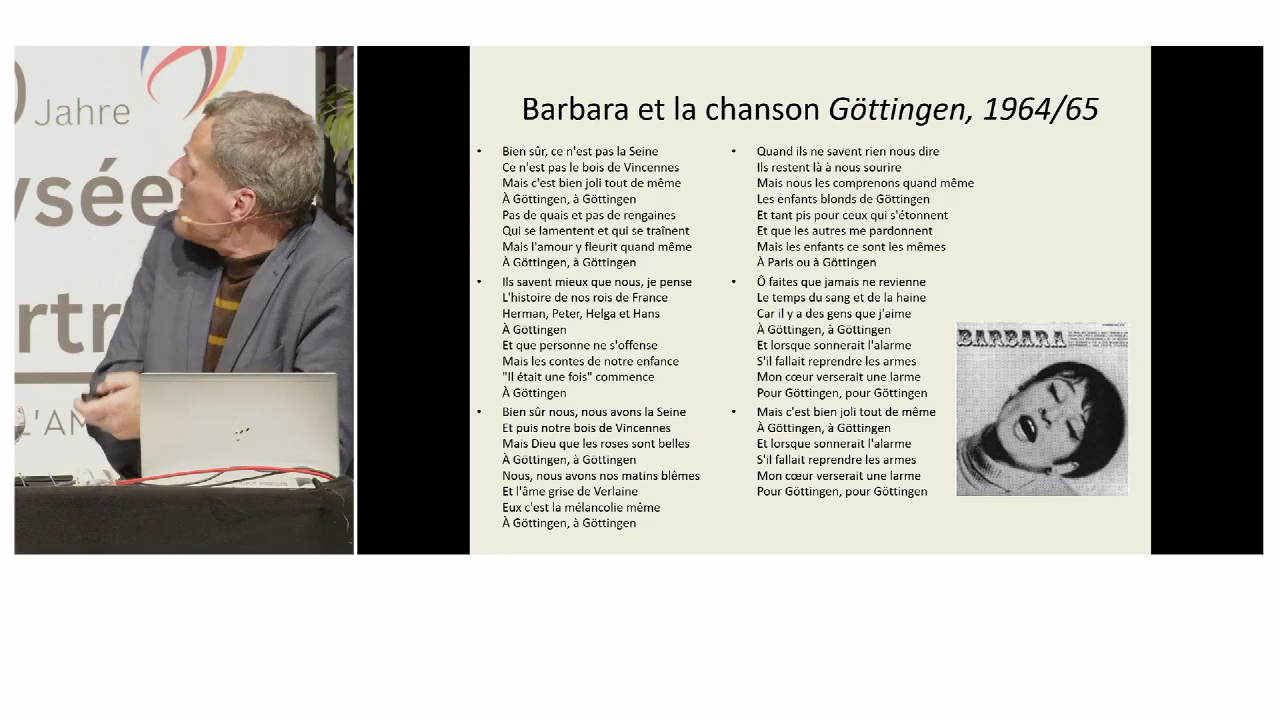 0 Jahre
ysée
rtr
L'AM
Barbara et la chanson Göttingen, 1964/65
Bien sûr, ce n'est pas la Seine
Ce n'est pas le bois de Vincennes
Mais c'est bien joli tout de même
À Göttingen, à Göttingen
Pas de quais et pas de rengaines
Qui se lamentent et qui se traînent
Mais l'amour y fleurit quand même
À Göttingen, à Göttingen
Ils savent mieux que nous, je pense
L'histoire de nos rois de France
Herman, Peter, Helga et Hans
À Göttingen
Et que personne ne s'offense
Mais les contes de notre enfance
"Il était une fois" commence
À Göttingen
Bien sûr nous, nous avons la Seine
Et puis notre bois de Vincennes
Mais Dieu que les roses sont belles
À Göttingen, à Göttingen
Nous, nous avons nos matins blêmes
Et l'âme grise de Verlaine
Eux c'est la mélancolie même
À Göttingen, à Göttingen
Quand ils ne savent rien nous dire
Ils restent là à nous sourire
Mais nous les comprenons quand même
Les enfants blonds de Göttingen
Et tant pis pour ceux qui s'étonnent
Et que les autres me pardonnent
Mais les enfants ce sont les mêmes
À Paris ou à Göttingen
Ô faites que jamais ne revienne
Le temps du sang et de la haine
Car il y a des gens que j'aime
À Göttingen, à Göttingen
Et lorsque sonnerait l'alarme
S'il fallait reprendre les armes
Mon cœur verserait une larme
Pour Göttingen, pour Göttingen
Mais c'est bien joli tout de même
À Göttingen, à Göttingen
Et lorsque sonnerait l'alarme
S'il fallait reprendre les armes
Mon cœur verserait une larme
Pour Göttingen, pour Göttingen
BARBARA